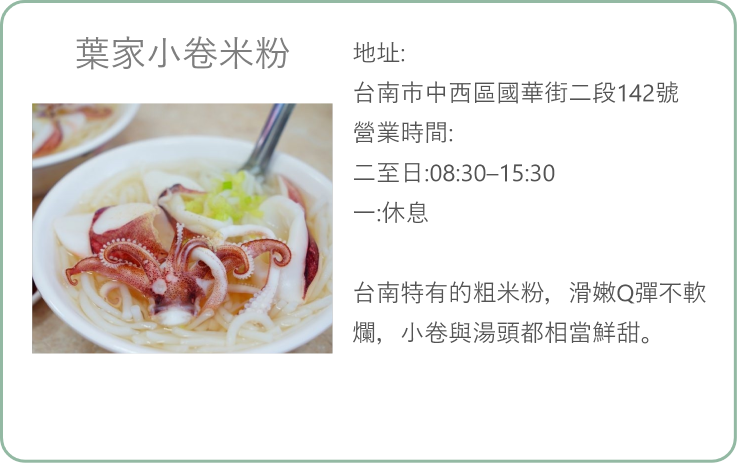 葉家小卷米粉
地址:
台南市中西區國華街二段142號
營業時間:
二至日:08:30–15:30
一:休息
台南特有的粗米粉，滑嫩Q彈不軟
爛，小卷與湯頭都相當鮮甜。